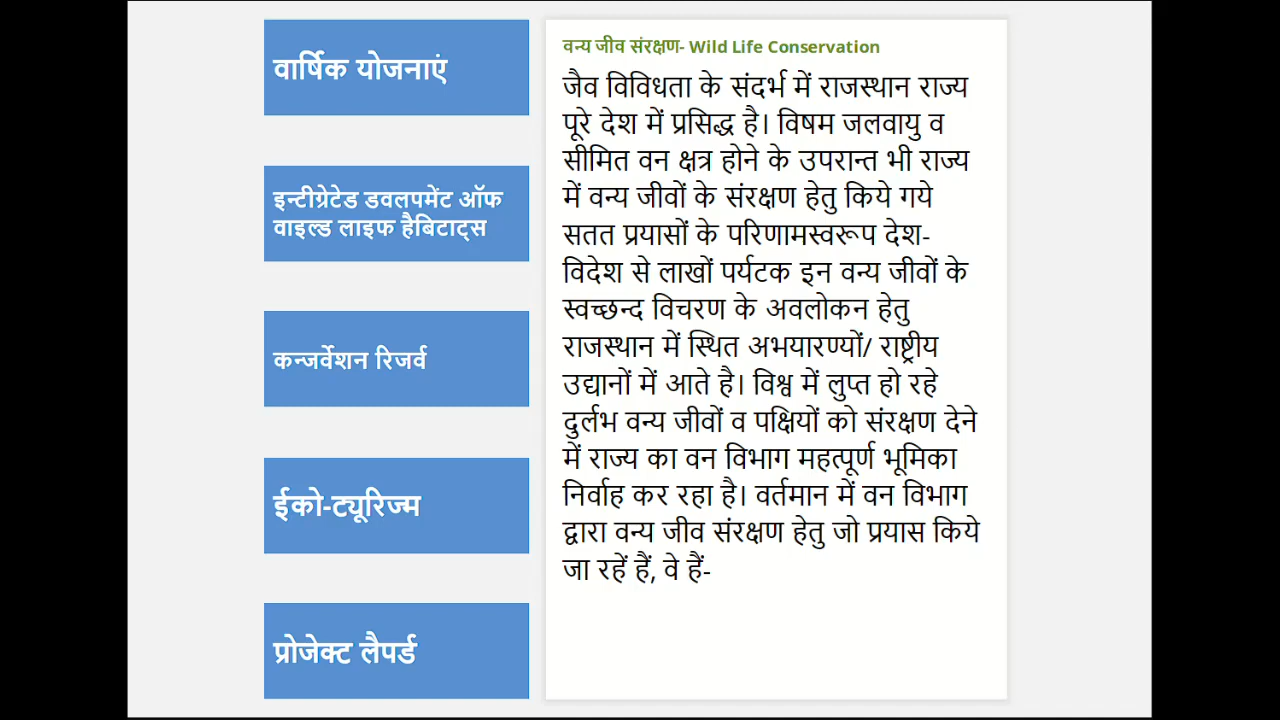 वार्षिक योजनाएं
इन्टीग्रेटेड डवलपमेंट ऑफ
वाइल्ड लाइफ हैबिटाट्स
कन्जर्वेशन रिजर्व
ईको-ट्यूरिज्म
प्रोजेक्ट लैपर्ड
वन्य जीव संरक्षण- Wild Life Conservation
जैव विविधता के संदर्भ में राजस्थान राज्य
पूरे देश में प्रसिद्ध है। विषम जलवायु व
सीमित वन क्षत्र होने के उपरान्त भी राज्य
में वन्य जीवों के संरक्षण हेतु किये गये
सतत प्रयासों के परिणामस्वरूप देश-
विदेश से लाखों पर्यटक इन वन्य जीवों के
स्वच्छन्द विचरण के अवलोकन हेतु
राजस्थान में स्थित अभयारण्यों/ राष्ट्रीय
उद्यानों में आते है। विश्व में लुप्त हो रहे
दुर्लभ वन्य जीवों व पक्षियों को संरक्षण देने
में राज्य का वन विभाग महत्पूर्ण भूमिका
निर्वाह कर रहा है। वर्तमान में वन विभाग
द्वारा वन्य जीव संरक्षण हेतु जो प्रयास किये
जा रहें हैं, वे हैं-